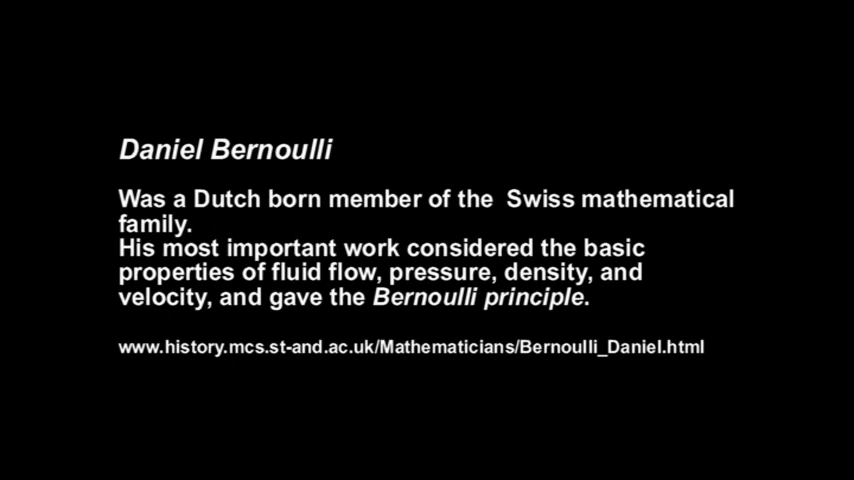 Daniel Bernoulli
Was a Dutch born member of the  Swiss mathematical
family.
His most important work considered the basic
properties of fluid flow, pressure, density, and
velocity, and gave the Bernoulli principle.
www.history.mcs.st-and.ac.uk/Mathematicians/Bernoulli_Daniel.html